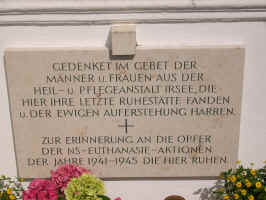 GEDENKET IM GEBET DER
MÄNNER U. FRAUEN AUS DER
HEIL- U. PFLEGEANSTALT IRSEE, DIE
HIER IHRE LETZTE RUHESTÄTTE FANDEN
U. DER EWIGEN AUFERSTEHUNG HARREN.
ZUR ERINNERUNG AN DIE OPFER
DER NS-EUTHANASIE-AKTIONEN
DER JAHRE 1941-1945 DIE HIER RUHEN.